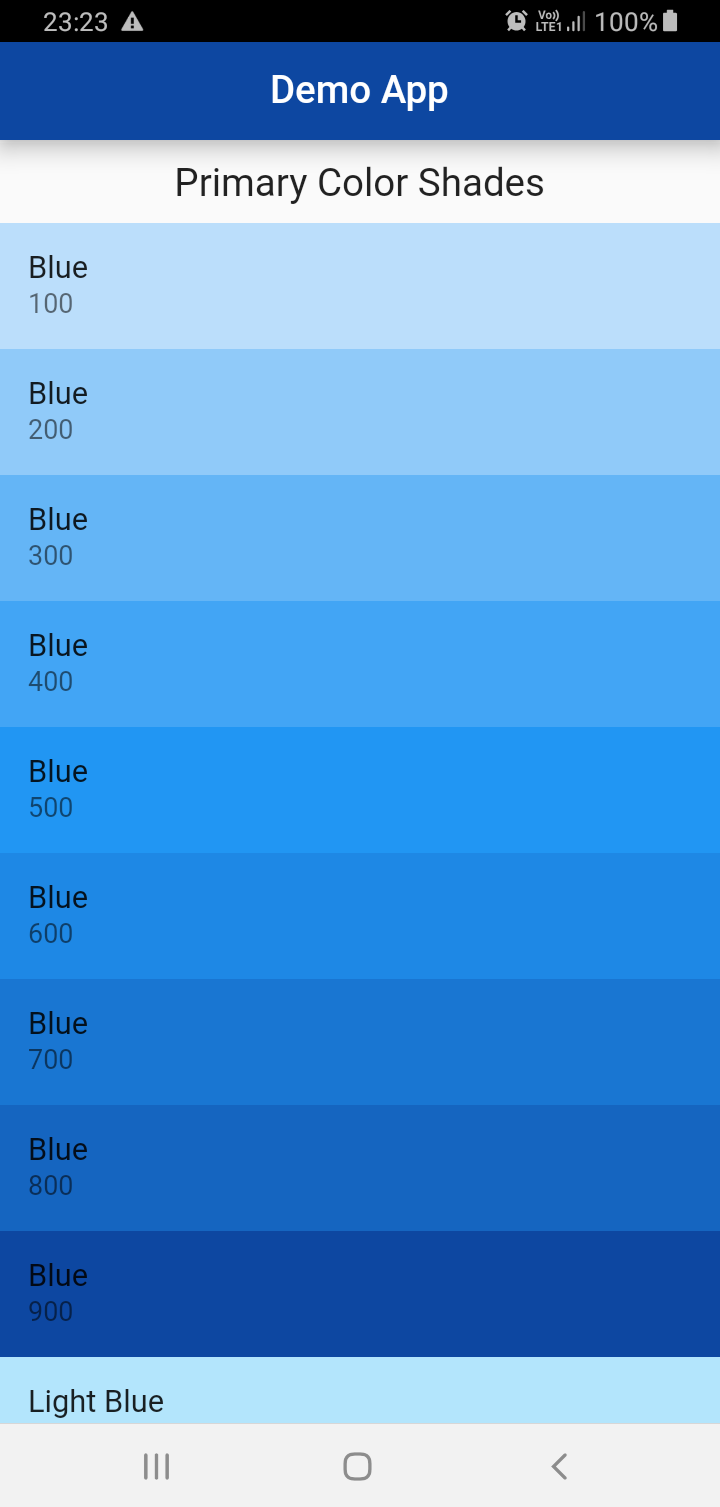 23:23
Vo)) LTE1 100%
Demo App
Primary Color Shades
Blue
100
Blue
200
Blue
300
Blue
400
Blue
500
Blue
600
Blue
700
Blue
800
Blue
900
Light Blue